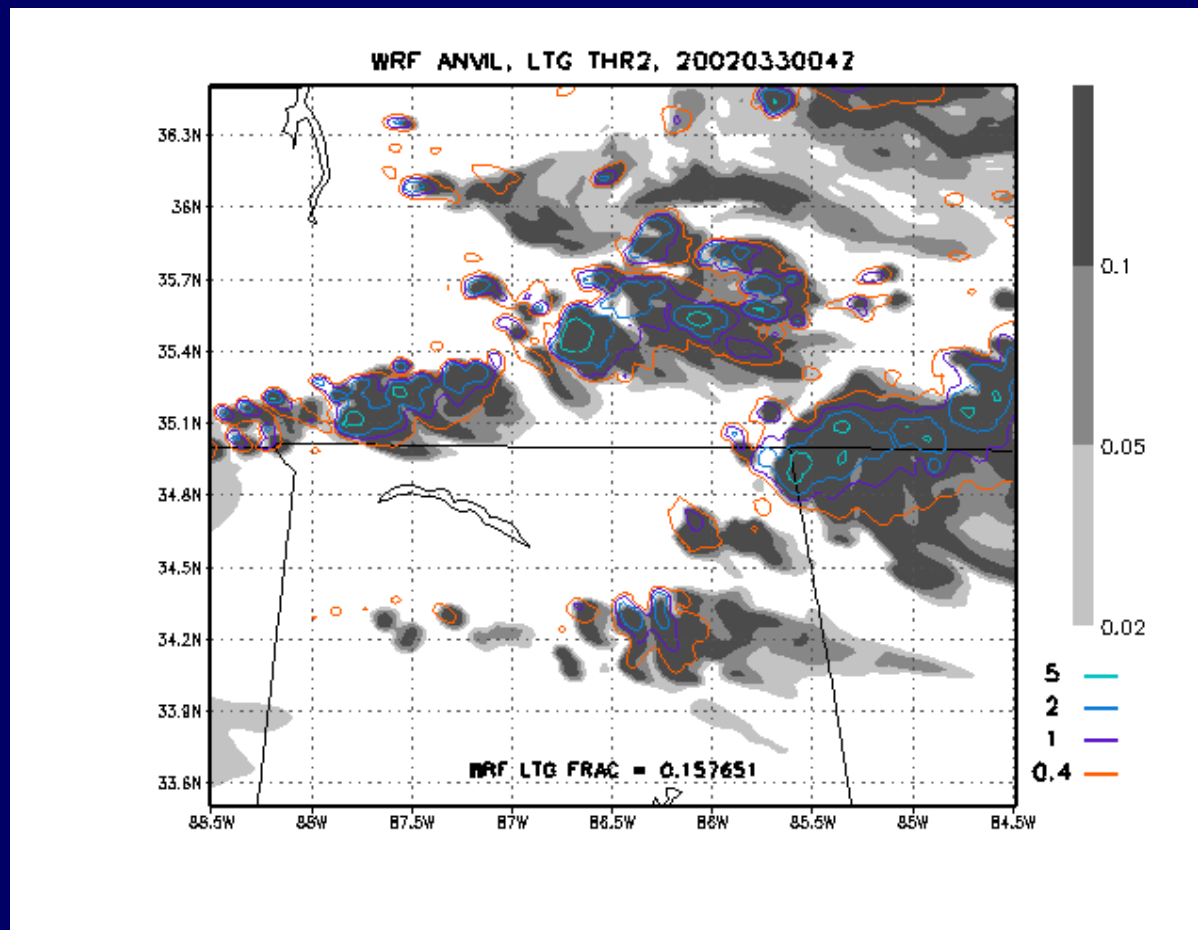 WRF ANVIL, LTG THR2, 2002033004Z
36.3N
36N
35.7N
35.4N
35.1N
34.8N
34.5N
34.2N
33.9N
33.6N
0.1
0.05
0.02
5
2
1
0.4
WRF LTG FRAC = 0.157651
88.5W 88W 87.5W 87W 86.5W 86W 85.5W 85W 84.5W